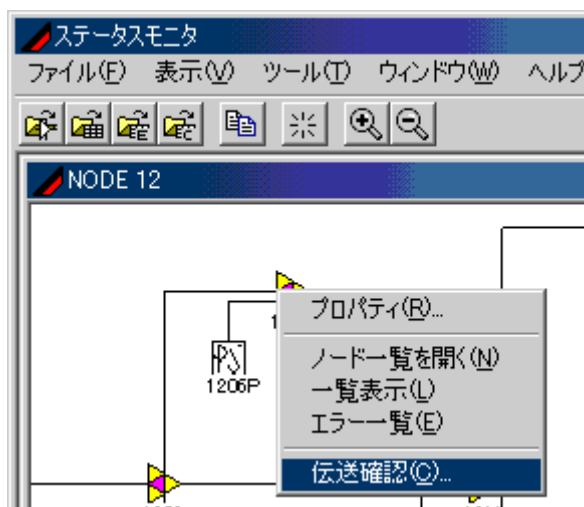 ステータスモニタ
ファイル(F) 表示(V) ツール(T) ウィンドウ(W) ヘルプ
NODE 12
プロパティ(R)...
ノード一覧を開く(N)
1206P
一覧表示(L)
エラー一覧(E)
伝送確認(C)...